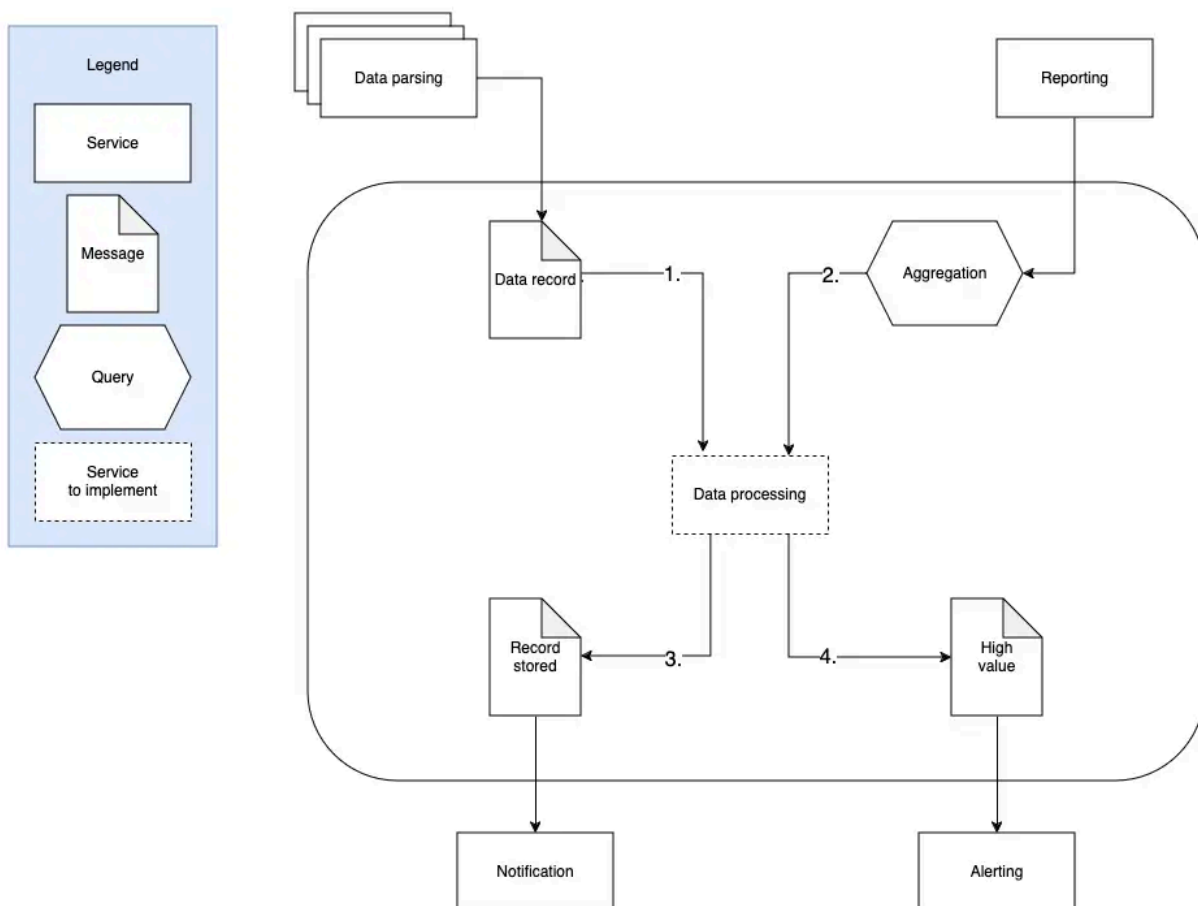 Legend
Service
Message
Query
Service
to implement
Data parsing
Reporting
Data record
1.
2.
Aggregation
Data processing
Record
stored
3.
4.
High
value
Notification
Alerting